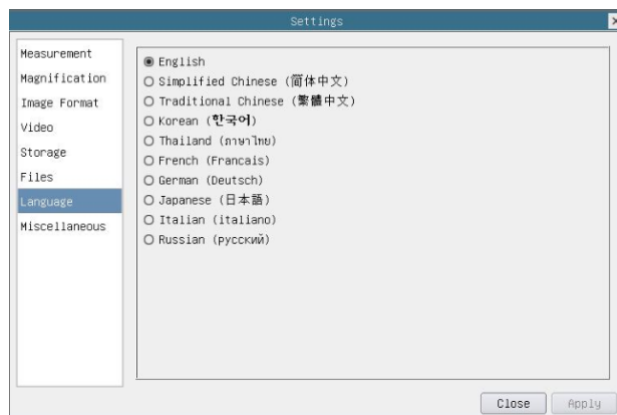 Settings
Measurement
Magnification
Image Format
Video
Storage
Files
Language
Miscellaneous
English
Simplified Chinese (简体中文)
Traditional Chinese (繁體中文)
Korean (한국어)
Thailand (ภาษาไทย)
French (Francais)
German (Deutsch)
Japanese (日本語)
Italian (italiano)
Russian (русский)
Close
Apply